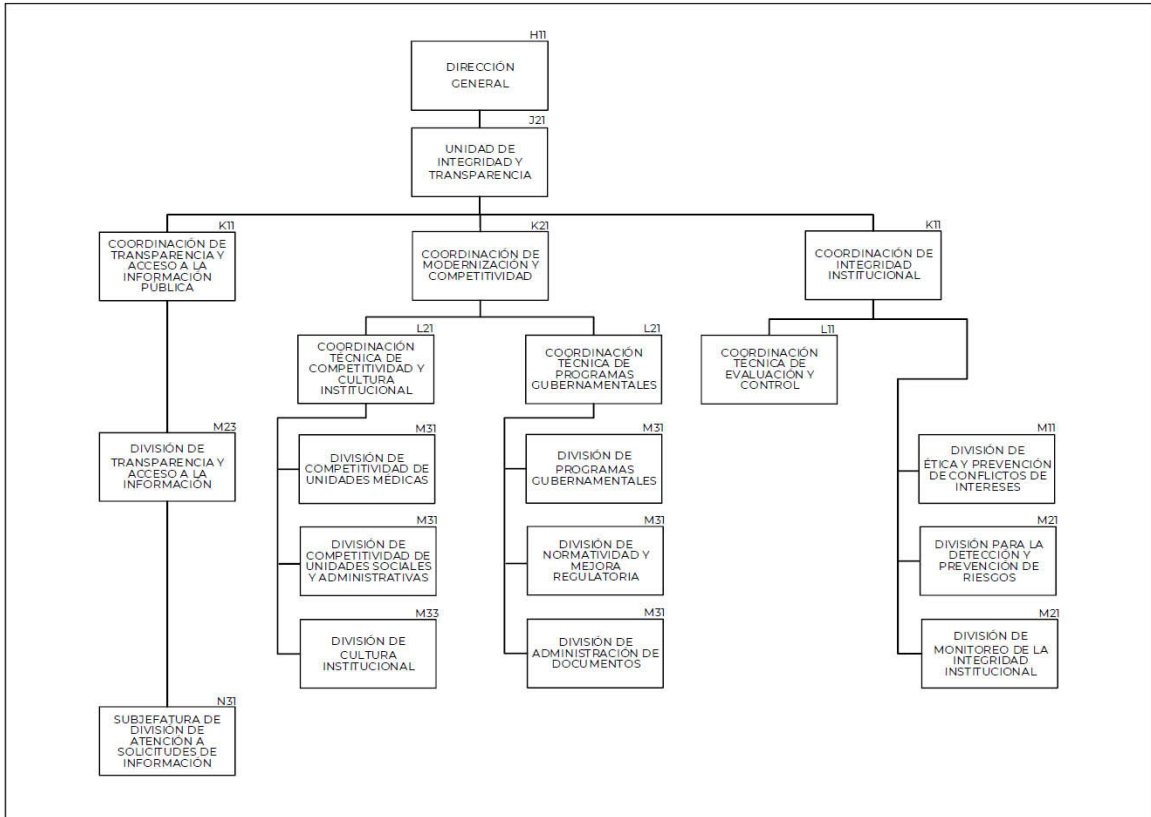 H11
DIRECCIÓN
GENERAL
J21
UNIDAD DE
INTEGRIDAD Y
TRANSPARENCIA
K11
COORDINACIÓN DE
TRANSPARENCIA Y
ACCESO A LA
INFORMACIÓN
PÚBLICA
K21
COORDINACIÓN DE
MODERNIZACIÓN Y
COMPETITIVIDAD
K11
COORDINACIÓN DE
INTEGRIDAD
INSTITUCIONAL
L21
COORDINACIÓN
TÉCNICA DE
COMPETITIVIDAD Y
CULTURA
INSTITUCIONAL
L21
COORDINACIÓN
TÉCNICA DE
PROGRAMAS
GUBERNAMENTALES
L11
COORDINACIÓN
TÉCNICA DE
EVALUACIÓN Y
CONTROL
M23
DIVISIÓN DE
TRANSPARENCIA Y
ACCESO A LA
INFORMACIÓN
M31
DIVISIÓN DE
COMPETITIVIDAD DE
UNIDADES MÉDICAS
M31
DIVISIÓN DE
PROGRAMAS
GUBERNAMENTALES
M11
DIVISIÓN DE
ÉTICA Y PREVENCIÓN
DE CONFLICTOS DE
INTERESES
M31
DIVISIÓN DE
COMPETITIVIDAD DE
UNIDADES SOCIALES
Y ADMINISTRATIVAS
M31
DIVISIÓN DE
NORMATIVIDAD Y
MEJORA
REGULATORIA
M21
DIVISIÓN PARA LA
DETECCIÓN Y
PREVENCIÓN DE
RIESGOS
M33
DIVISIÓN DE
CULTURA
INSTITUCIONAL
M31
DIVISIÓN DE
ADMINISTRACIÓN DE
DOCUMENTOS
M21
DIVISIÓN DE
MONITOREO DE LA
INTEGRIDAD
INSTITUCIONAL
N31
SUBJEFATURA DE
DIVISIÓN DE
ATENCIÓN A
SOLICITUDES DE
INFORMACIÓN